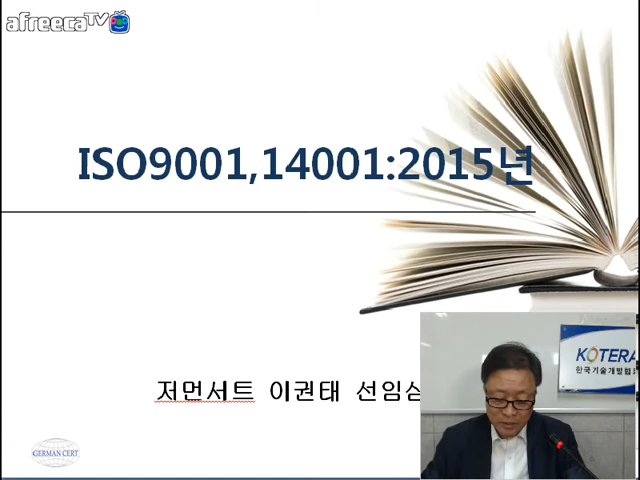 afreecaTV
ISO9001,14001:2015년
KOTERA
한국기술개발협
저먼서트 이권태 선임심
GERMAN CERT